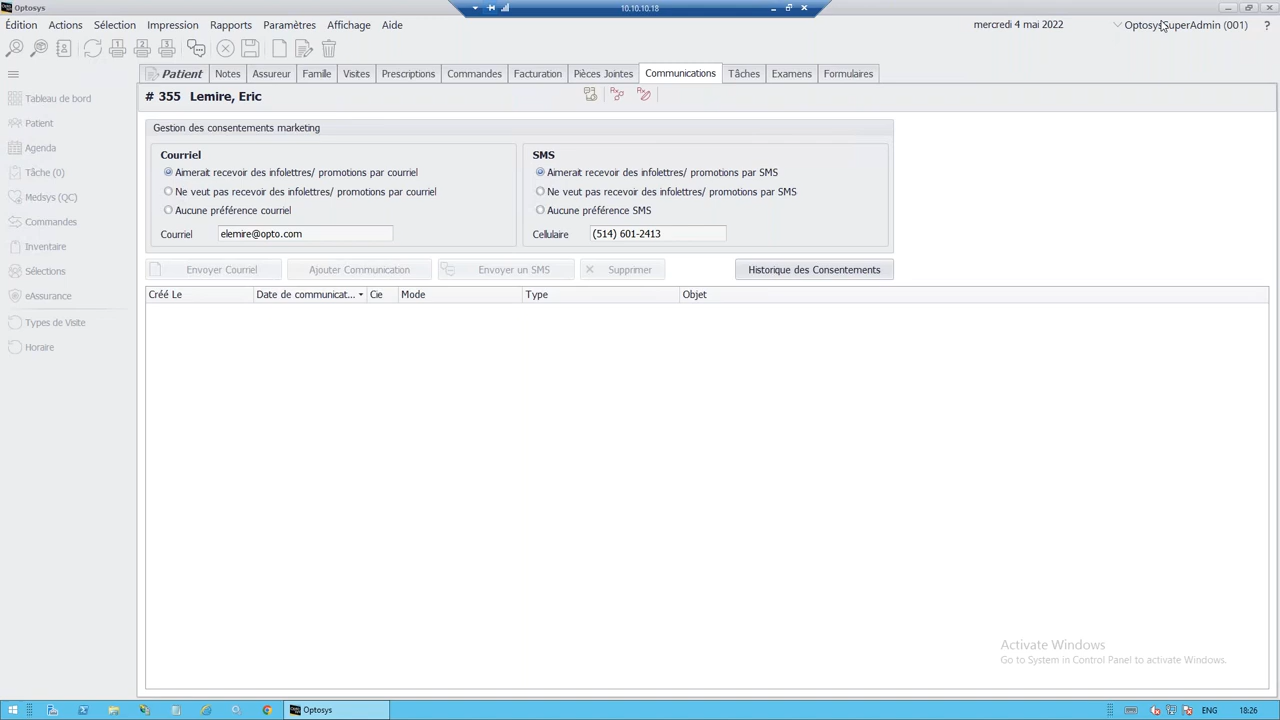 Optosys
10.10.10.18
Édition Actions Sélection Impression Rapports Paramètres Affichage Aide
mercredi 4 mai 2022
Optosys SuperAdmin (001) ?
1 2 3
Patient Notes Assureur Famille Visites Prescriptions Commandes Facturation Pièces Jointes Communications Tâches Examens Formulaires
Tableau de bord
Patient
Agenda
Tâche (0)
Medsys (QC)
Commandes
Inventaire
Sélections
eAssurance
Types de Visite
Horaire
# 355 Lemire, Eric
Gestion des consentements marketing
Courriel
Aimerait recevoir des infolettres/ promotions par courriel
Ne veut pas recevoir des infolettres/ promotions par courriel
Aucune préférence courriel
Courriel elemire@opto.com
SMS
Aimerait recevoir des infolettres/ promotions par SMS
Ne veut pas recevoir des infolettres/ promotions par SMS
Aucune préférence SMS
Cellulaire (514) 601-2413
Envoyer Courriel Ajouter Communication Envoyer un SMS Supprimer Historique des Consentements
Créé Le Date de communicat... Cie Mode Type Objet
Activate Windows
Go to System in Control Panel to activate Windows.
Optosys
ENG 18:26